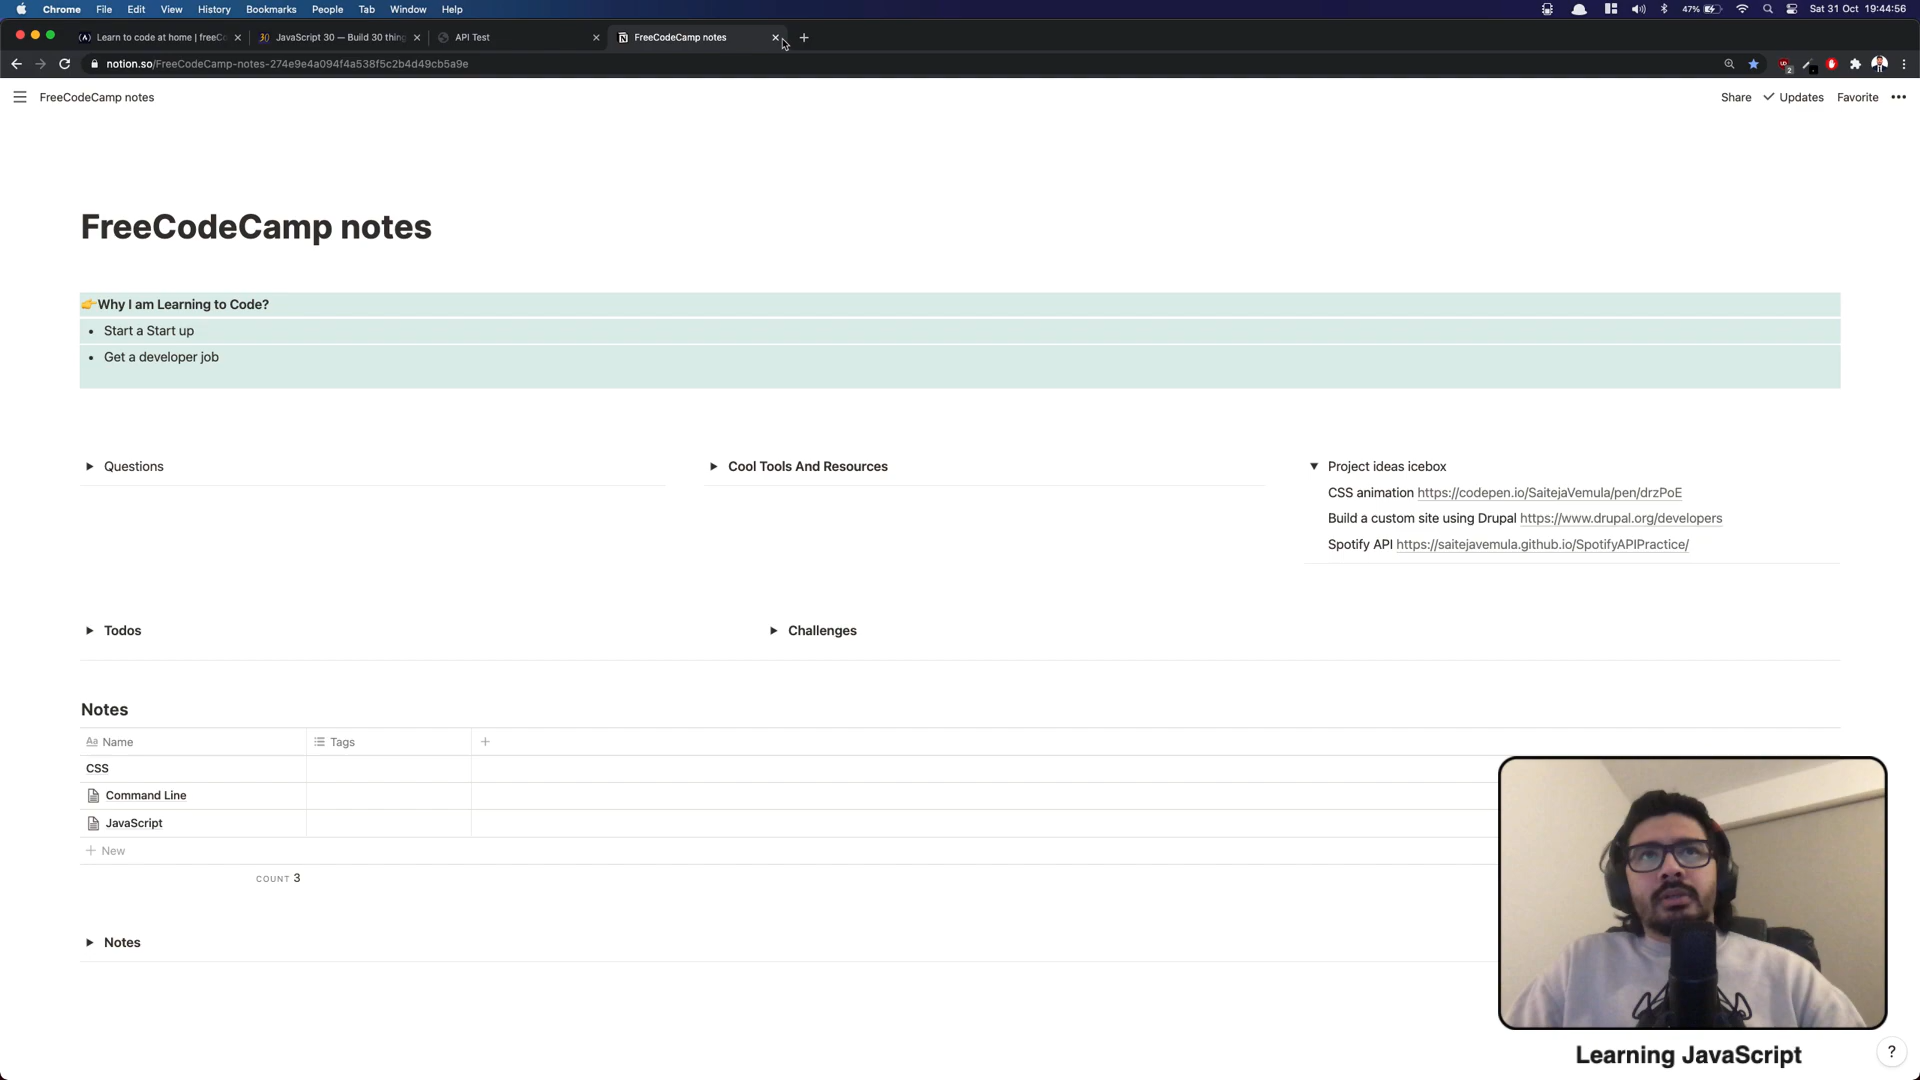 Chrome File Edit View History Bookmarks People Tab Window Help 47% Sat 31 Oct 19:44:56
Learn to code at home | freeC JavaScript 30 — Build 30 thing API Test FreeCodeCamp notes
notion.so/FreeCodeCamp-notes-274e9e4a094f4a538f5c2b4d49cb5a9e
FreeCodeCamp notes Share Updates Favorite
FreeCodeCamp notes
👉Why I am Learning to Code?
• Start a Start up
• Get a developer job
Questions Cool Tools And Resources Project ideas icebox
CSS animation https://codepen.io/SaitejaVemula/pen/drzPoE
Build a custom site using Drupal https://www.drupal.org/developers
Spotify API https://saitejavemula.github.io/SpotifyAPIPractice/
Todos Challenges
Notes
Aa Name Tags
CSS
Command Line
JavaScript
+ New
COUNT 3
Notes
Learning JavaScript
?